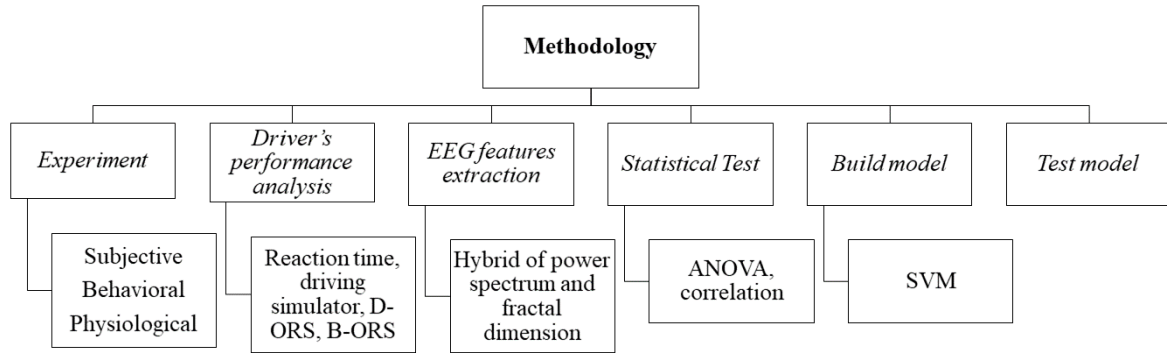 Methodology
Experiment
Driver's
performance
analysis
EEG features
extraction
Statistical Test
Build model
Test model
Subjective
Behavioral
Physiological
Reaction time,
driving
simulator, D-
ORS, B-ORS
Hybrid of power
spectrum and
fractal
dimension
ANOVA,
correlation
SVM